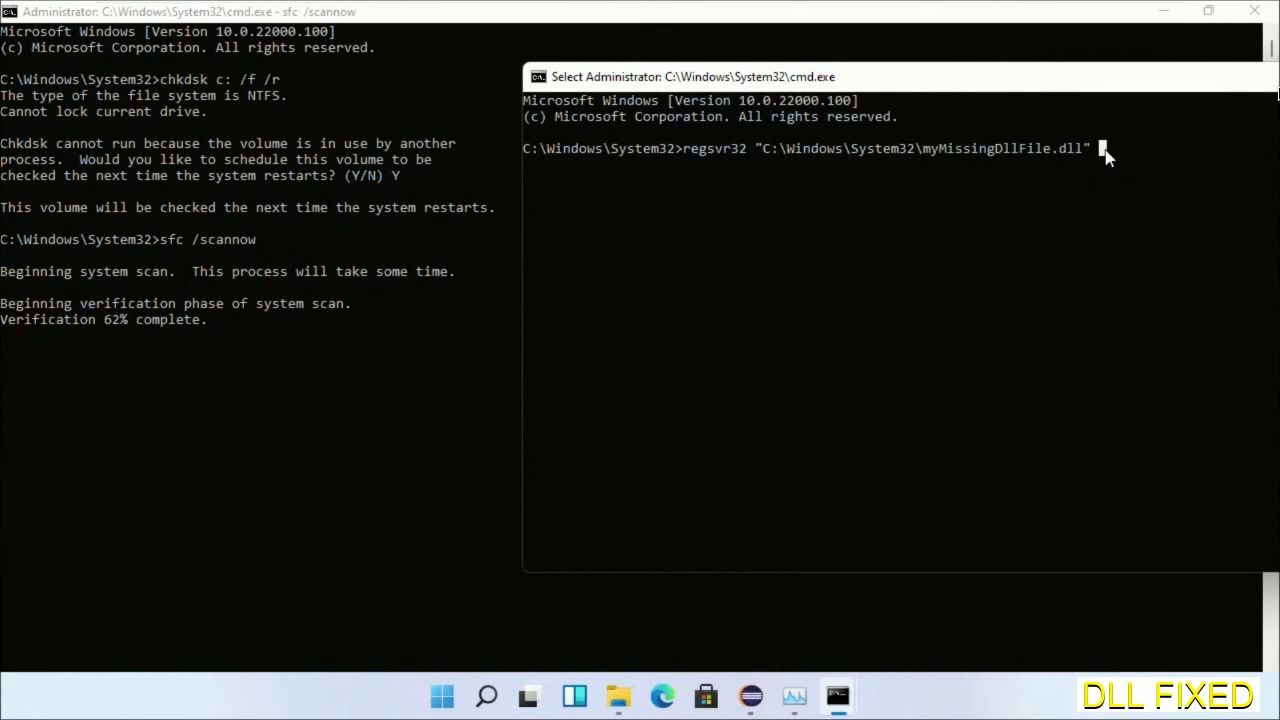 Administrator: C:\Windows\System32\cmd.exe - sfc /scannow
Microsoft Windows [Version 10.0.22000.100]
(c) Microsoft Corporation. All rights reserved.
C:\Windows\System32>chkdsk c: /f /r
The type of the file system is NTFS.
Cannot lock current drive.
Chkdsk cannot run because the volume is in use by another
process.  Would you like to schedule this volume to be
checked the next time the system restarts? (Y/N) Y
This volume will be checked the next time the system restarts.
C:\Windows\System32>sfc /scannow
Beginning system scan.  This process will take some time.
Beginning verification phase of system scan.
Verification 62% complete.
Select Administrator: C:\Windows\System32\cmd.exe
Microsoft Windows [Version 10.0.22000.100]
(c) Microsoft Corporation. All rights reserved.
C:\Windows\System32>regsvr32 "C:\Windows\System32\myMissingDllFile.dll"
DLL FIXED